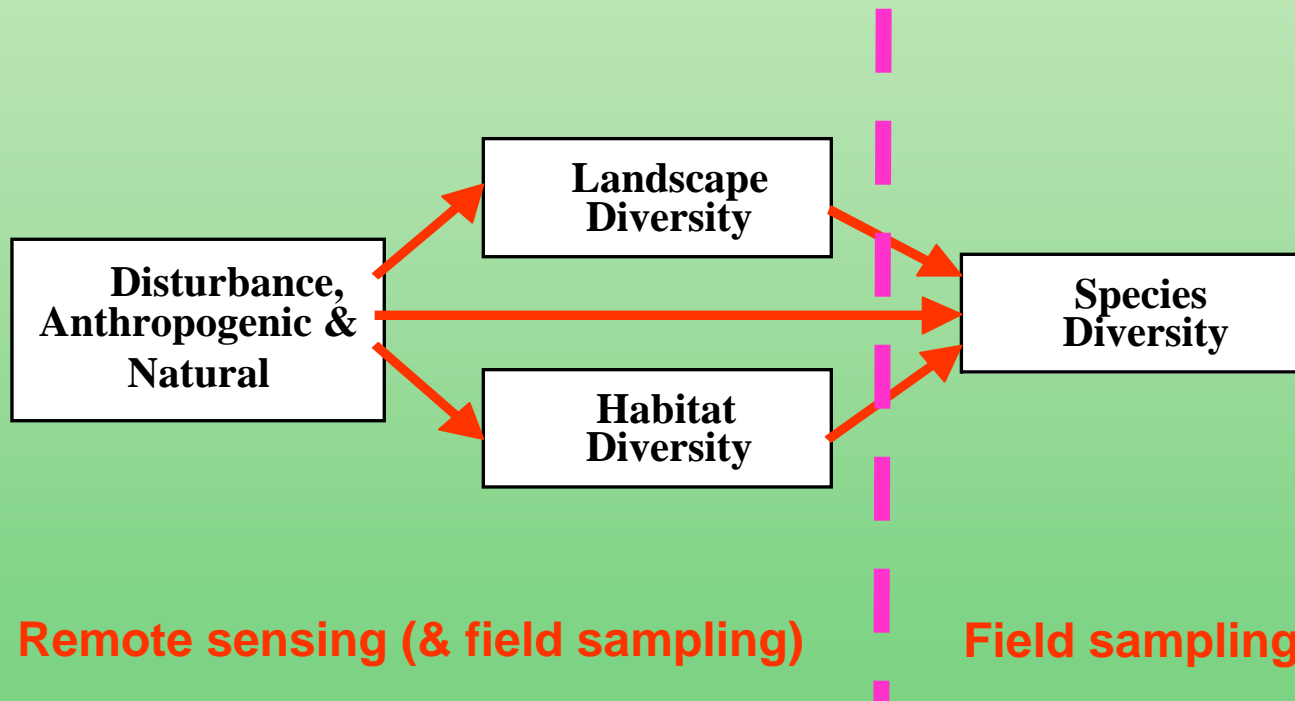 Landscape
Diversity
Disturbance,
Anthropogenic &
Natural
Species
Diversity
Habitat
Diversity
Remote sensing (& field sampling)
Field sampling